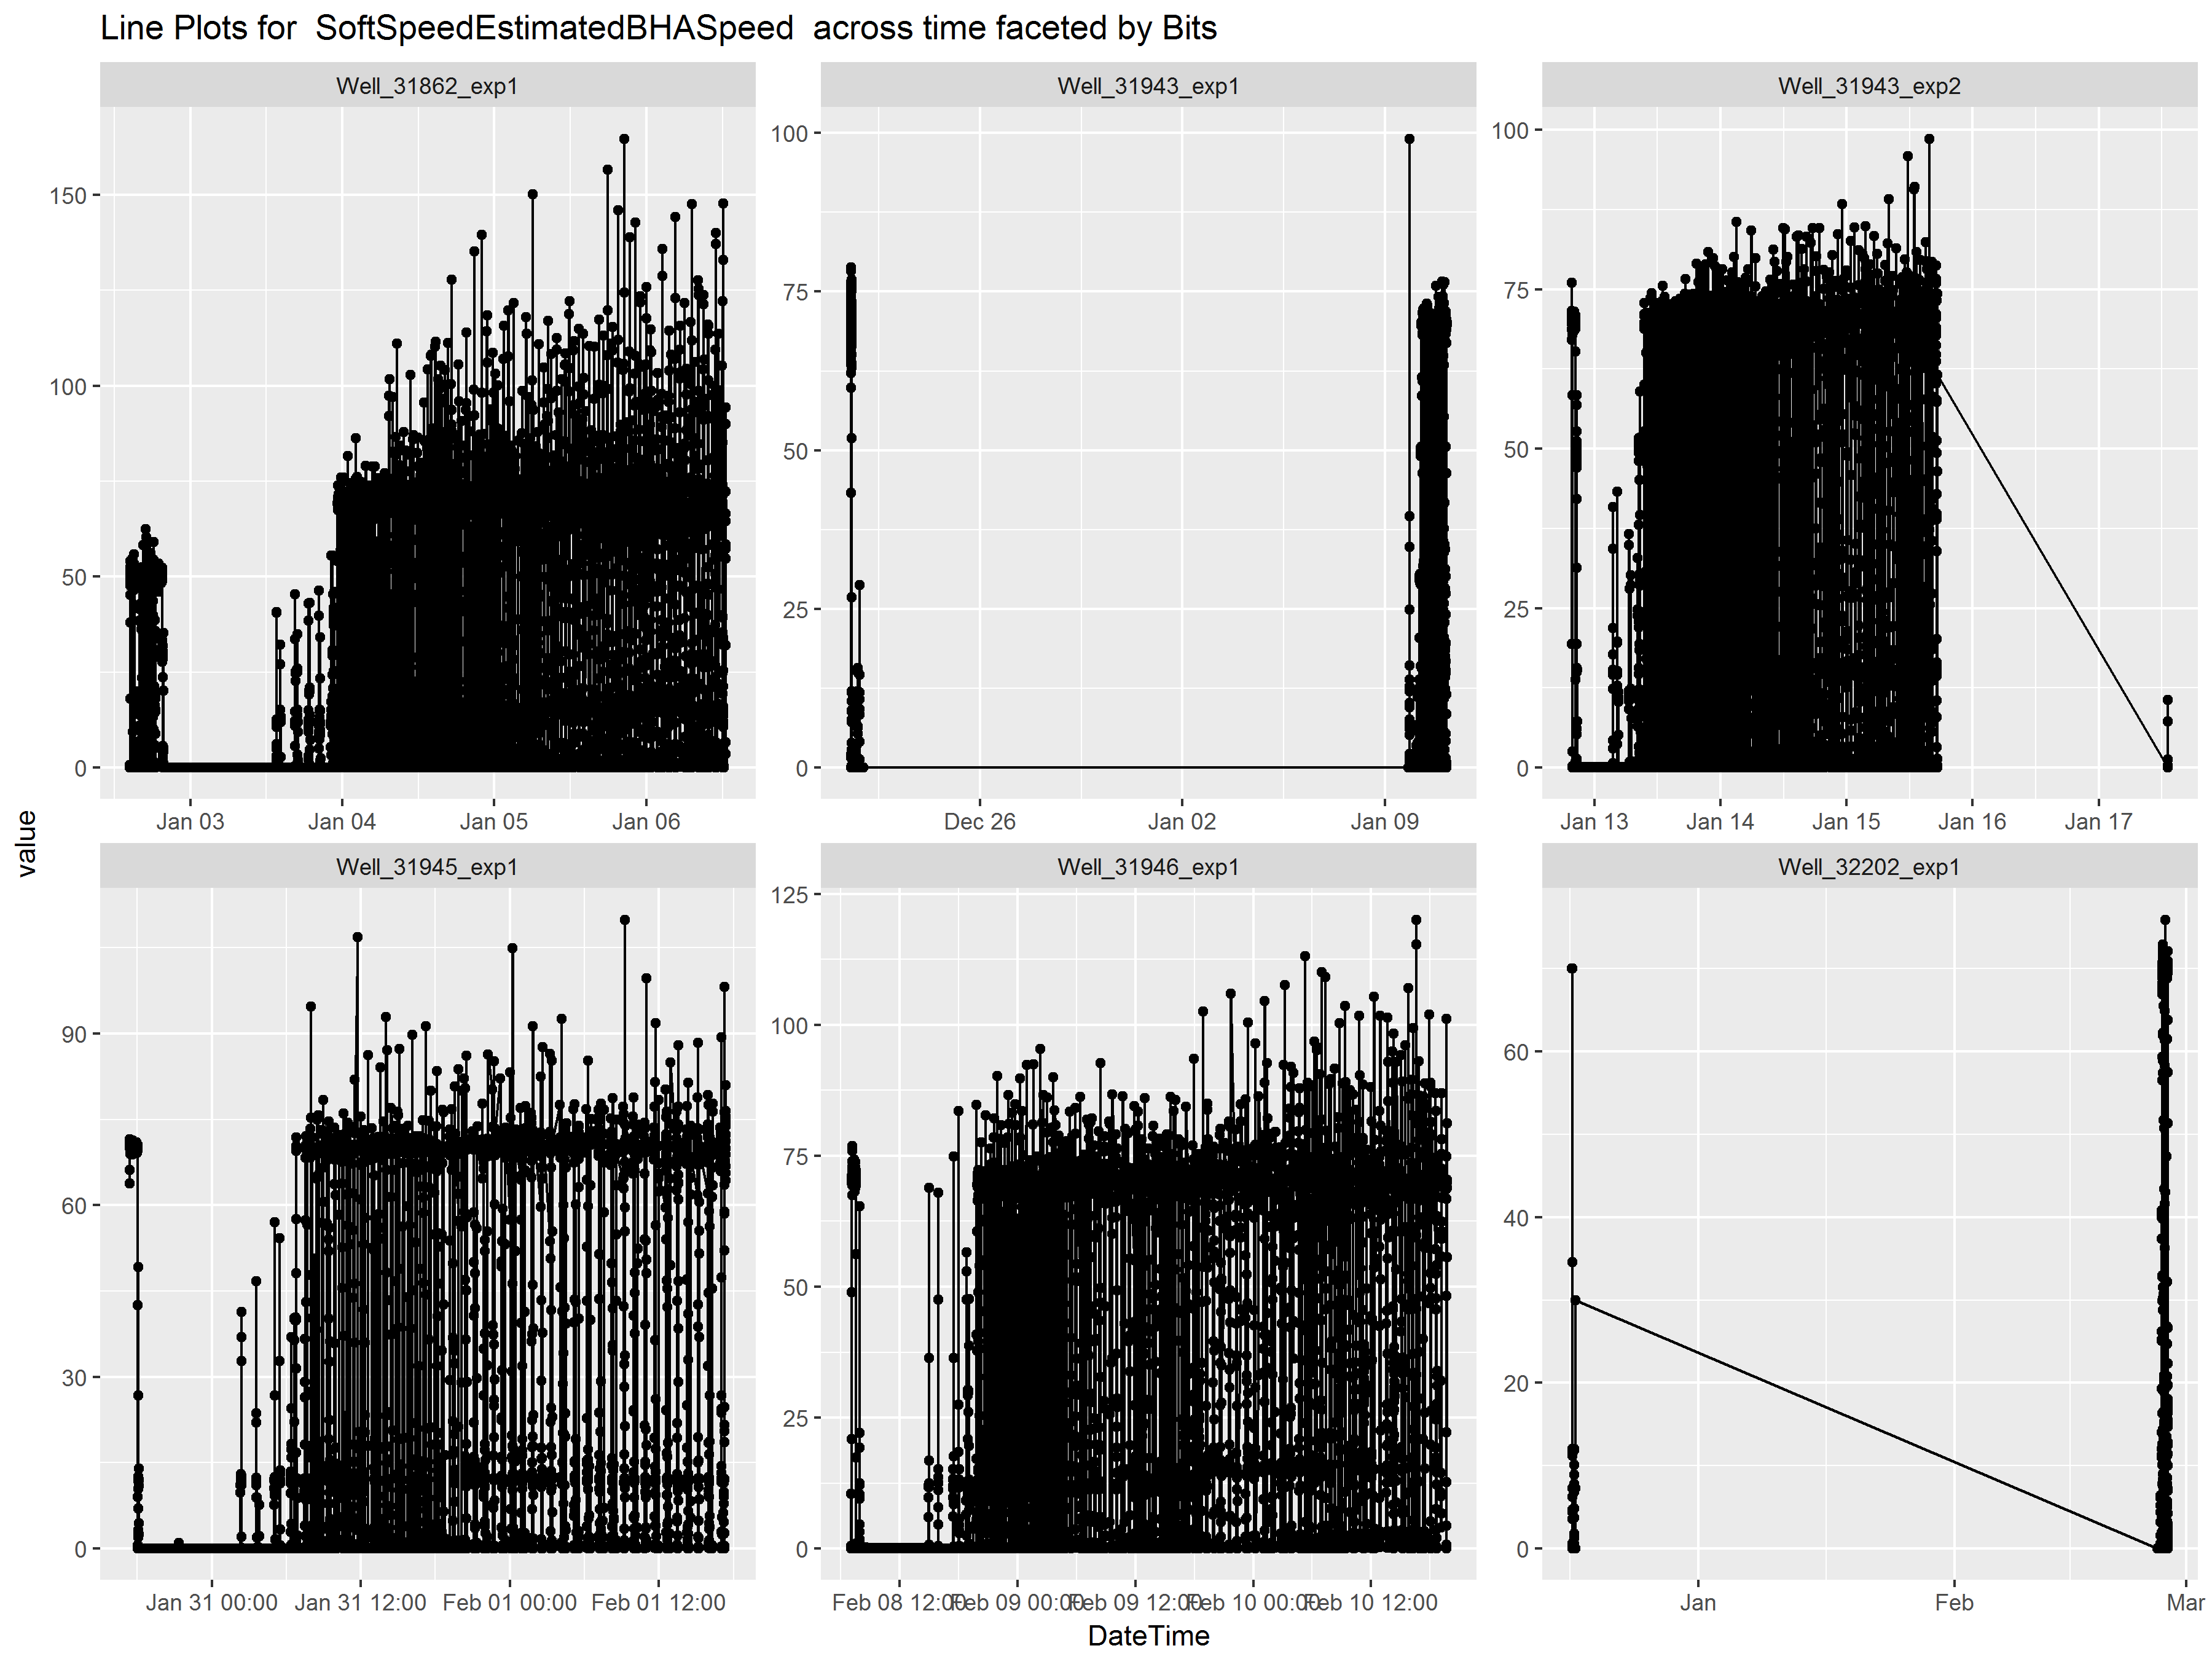 Line Plots for  SoftSpeedEstimatedBHASpeed  across time faceted by Bits
Well_31862_exp1
Well_31943_exp1
Well_31943_exp2
150
100
50
0
100
75
50
25
0
100
75
50
25
0
Jan 03 Jan 04 Jan 05 Jan 06
Dec 26 Jan 02 Jan 09
Jan 13 Jan 14 Jan 15 Jan 16 Jan 17
value
Well_31945_exp1
Well_31946_exp1
Well_32202_exp1
90
60
30
0
125
100
75
50
25
0
60
40
20
0
Jan 31 00:00 Jan 31 12:00 Feb 01 00:00 Feb 01 12:00
Feb 08 12:00 Feb 09 00:00 Feb 09 12:00 Feb 10 00:00 Feb 10 12:00
Jan Feb Mar
DateTime